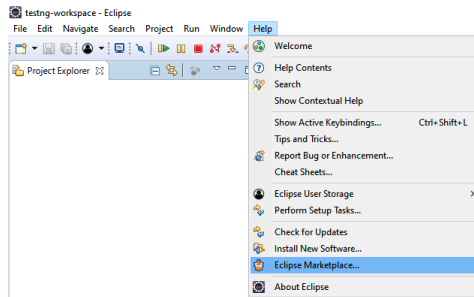 testng-workspace - Eclipse
File Edit Navigate Search Project Run Window Help
Project Explorer
Welcome
Help Contents
Search
Show Contextual Help
Show Active Keybindings... Ctrl+Shift+L
Tips and Tricks...
Report Bug or Enhancement...
Cheat Sheets...
Eclipse User Storage
Perform Setup Tasks...
Check for Updates
Install New Software...
Eclipse Marketplace...
About Eclipse